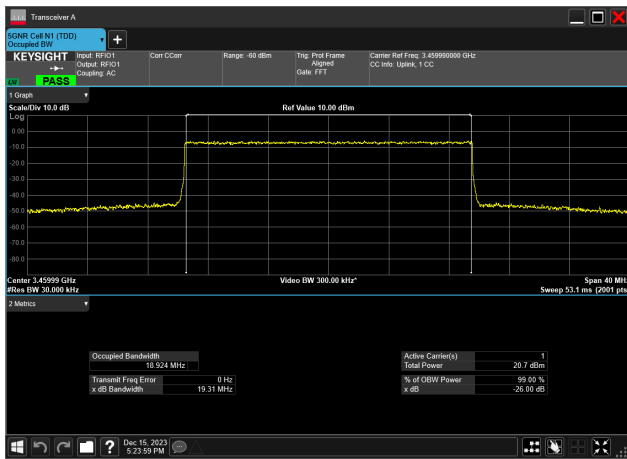 Transceiver A
5GNR Cell N1 (TDD)
Occupied BW
KEYSIGHT
LXI
PASS
Input: RFIO1
Output: RFIO1
Coupling: AC
Corr CCorr
Range: -60 dBm
Trig: Prot Frame
Aligned
Gate: FFT
Carrier Ref Freq: 3.459990000 GHz
CC Info: Uplink, 1 CC
1 Graph
Scale/Div 10.0 dB
Ref Value 10.00 dBm
Log
0.00
-10.0
-20.0
-30.0
-40.0
-50.0
-60.0
-70.0
-80.0
Center 3.45999 GHz
Video BW 300.00 kHz*
Span 40 MH
#Res BW 30.000 kHz
Sweep 53.1 ms (2001 pts
2 Metrics
Occupied Bandwidth
18.924 MHz
Transmit Freq Error 0 Hz
x dB Bandwidth 19.31 MHz
Active Carrier(s) 1
Total Power 20.7 dBm
% of OBW Power 99.00 %
x dB -26.00 dB
Dec 15, 2023
5:23:59 PM